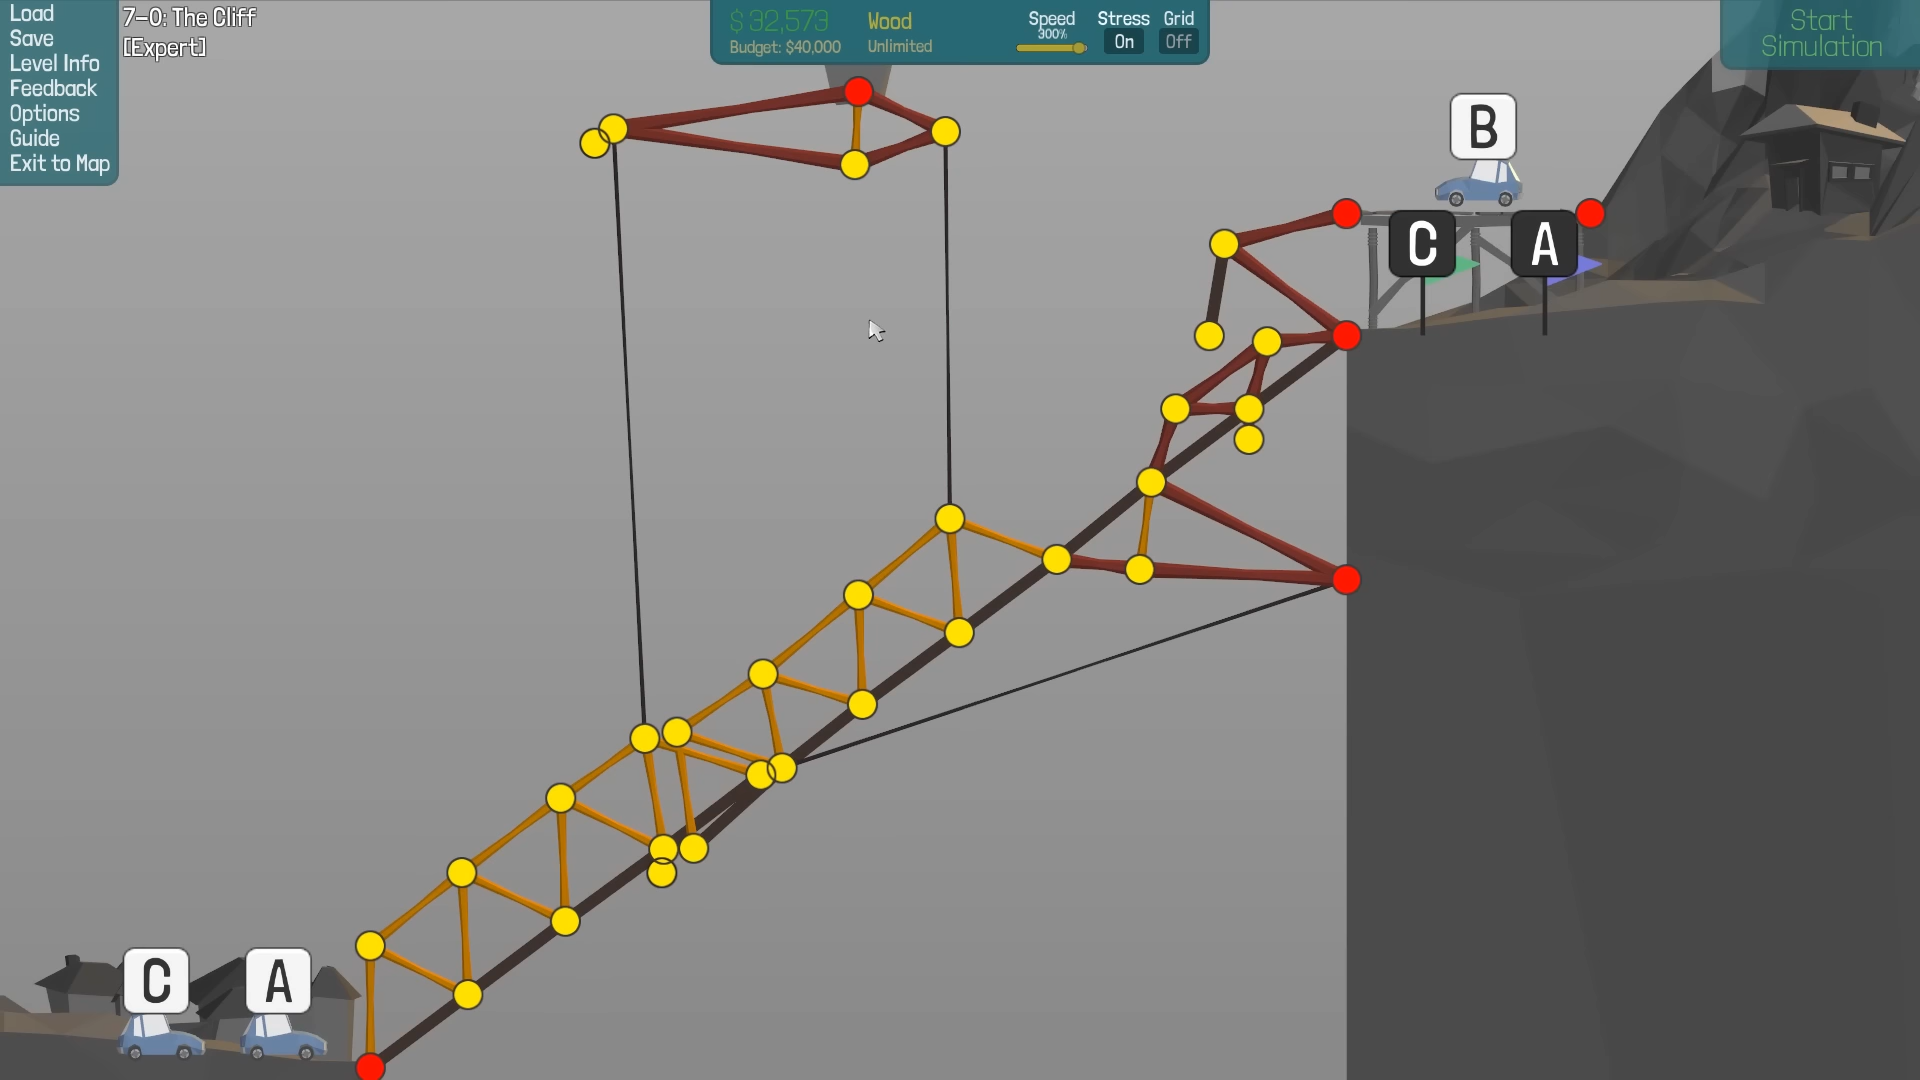 Load
Save
Level Info
Feedback
Options
Guide
Exit to Map
7-0: The Cliff
[Expert]
$ 32,573
Budget: $40,000
Wood
Unlimited
Speed
300%
Stress
On
Grid
Off
Start
Simulation
B
C
A
C
A